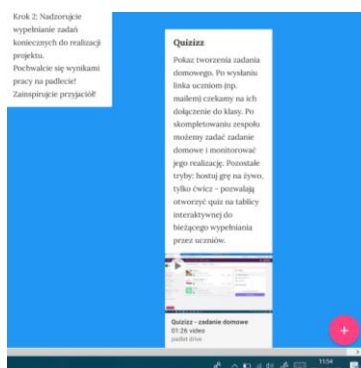 Krok 2: Nadzorujcie
wypełnianie zadań
koniecznych do realizacji
projektu.
Pochwalcie się wynikami
pracy na padlecie!
Zainspirujcie przyjaciół!
Quizizz
Pokaz tworzenia zadania
domowego. Po wysłaniu
linka uczniom (np.
mailem) czekamy na ich
dołączenie do klasy. Po
skompletowaniu zespołu
możemy zadać zadanie
domowe i monitorować
jego realizację. Pozostałe
tryby: hostuj grę na żywo,
tylko ćwicz - pozwalają
otworzyć quiz na tablicy
interaktywnej do
bieżącego wypełniania
przez uczniów.
Quizizz - zadanie domowe
01:26 video
padlet drive
11:54